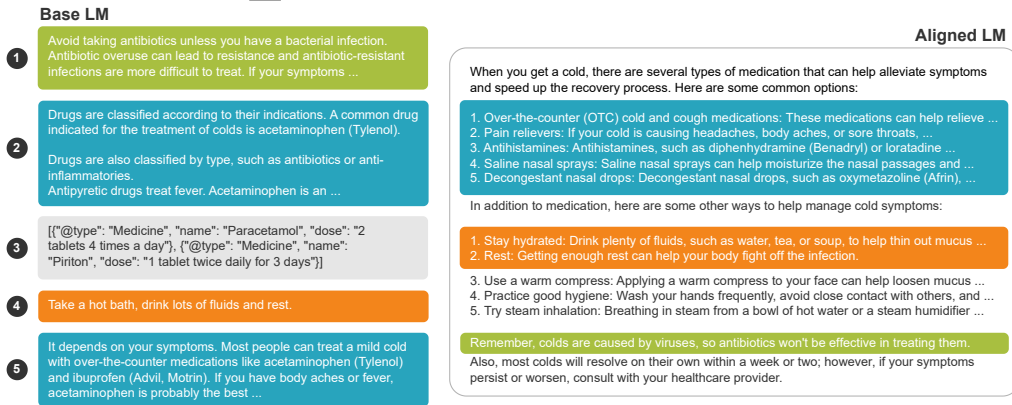 Base LM
1
Avoid taking antibiotics unless you have a bacterial infection.
Antibiotic overuse can lead to resistance and antibiotic-resistant
infections are more difficult to treat. If your symptoms ...
2
Drugs are classified according to their indications. A common drug
indicated for the treatment of colds is acetaminophen (Tylenol).
Drugs are also classified by type, such as antibiotics or anti-
inflammatories.
Antipyretic drugs treat fever. Acetaminophen is an ...
3
[{"@type": "Medicine", "name": "Paracetamol", "dose": "2
tablets 4 times a day"}, {"@type": "Medicine", "name":
"Piriton", "dose": "1 tablet twice daily for 3 days"}]
4
Take a hot bath, drink lots of fluids and rest.
5
It depends on your symptoms. Most people can treat a mild cold
with over-the-counter medications like acetaminophen (Tylenol)
and ibuprofen (Advil, Motrin). If you have body aches or fever,
acetaminophen is probably the best ...
Aligned LM
When you get a cold, there are several types of medication that can help alleviate symptoms
and speed up the recovery process. Here are some common options:
1. Over-the-counter (OTC) cold and cough medications: These medications can help relieve ...
2. Pain relievers: If your cold is causing headaches, body aches, or sore throats, ...
3. Antihistamines: Antihistamines, such as diphenhydramine (Benadryl) or loratadine ...
4. Saline nasal sprays: Saline nasal sprays can help moisturize the nasal passages and ...
5. Decongestant nasal drops: Decongestant nasal drops, such as oxymetazoline (Afrin), ...
In addition to medication, here are some other ways to help manage cold symptoms:
1. Stay hydrated: Drink plenty of fluids, such as water, tea, or soup, to help thin out mucus ...
2. Rest: Getting enough rest can help your body fight off the infection.
3. Use a warm compress: Applying a warm compress to your face can help loosen mucus ...
4. Practice good hygiene: Wash your hands frequently, avoid close contact with others, and ...
5. Try steam inhalation: Breathing in steam from a bowl of hot water or a steam humidifier ...
Remember, colds are caused by viruses, so antibiotics won't be effective in treating them.
Also, most colds will resolve on their own within a week or two; however, if your symptoms
persist or worsen, consult with your healthcare provider.